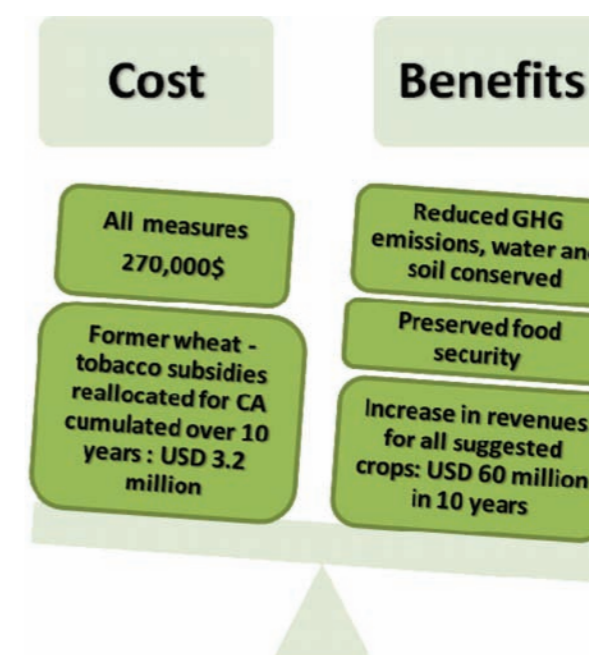 Cost
All measures
270,000$
Former wheat -
tobacco subsidies
reallocated for CA
cumulated over 10
years : USD 3.2
million
Benefits
Reduced GHG
emissions, water
soil conserved
Preserved food
security
Increase in revenues
for all suggested
crops: USD 60 million
in 10 years